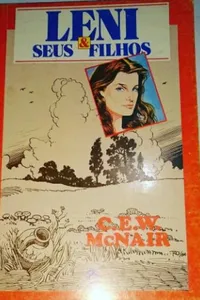 LENI
& SEUS FILHOS
C.E.W.
McNAIR